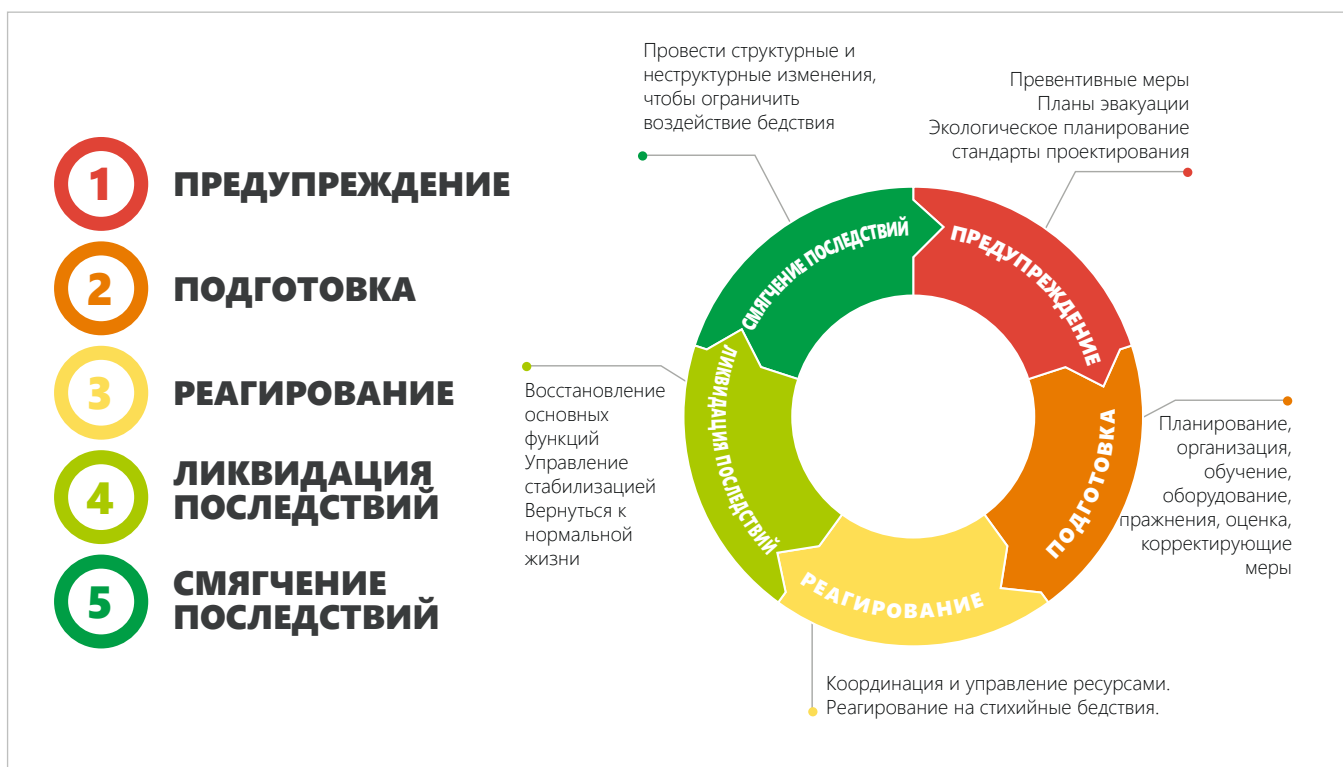 1
ПРЕДУПРЕЖДЕНИЕ
2
ПОДГОТОВКА
3
РЕАГИРОВАНИЕ
4
ЛИКВИДАЦИЯ
ПОСЛЕДСТВИЙ
5
СМЯГЧЕНИЕ
ПОСЛЕДСТВИЙ
Провести структурные и
неструктурные изменения,
чтобы ограничить
воздействие бедствия
Превентивные меры
Планы эвакуации
Экологическое планирование
стандарты проектирования
СМЯГЧЕНИЕ ПОСЛЕДСТВИЙ
ПРЕДУПРЕЖДЕНИЕ
ПОДГОТОВКА
РЕАГИРОВАНИЕ
ЛИКВИДАЦИЯ ПОСЛЕДСТВИЙ
Восстановление
основных
функций
Управление
стабилизацией
Вернуться к
нормальной
жизни
Планирование,
организация,
обучение,
оборудование,
пражнения, оценка,
корректирующие
меры
Координация и управление ресурсами.
Реагирование на стихийные бедствия.